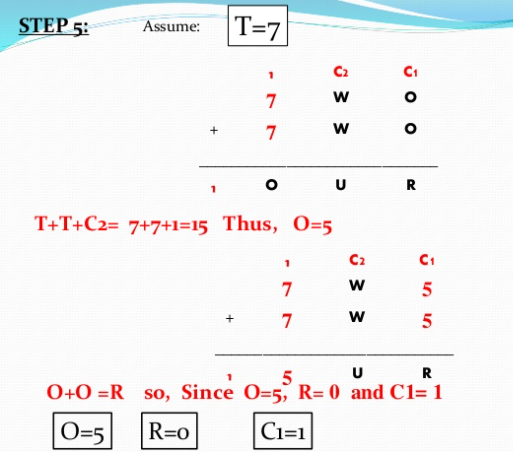 STEP 5: Assume: T=7
1 C2 C1
7 W O
+ 7 W O
1 O U R
T+T+C2= 7+7+1=15 Thus, O=5
1 C2 C1
7 W 5
+ 7 W 5
1 5 U R
O+O =R so, Since O=5, R= 0 and C1= 1
O=5 R=0 C1=1